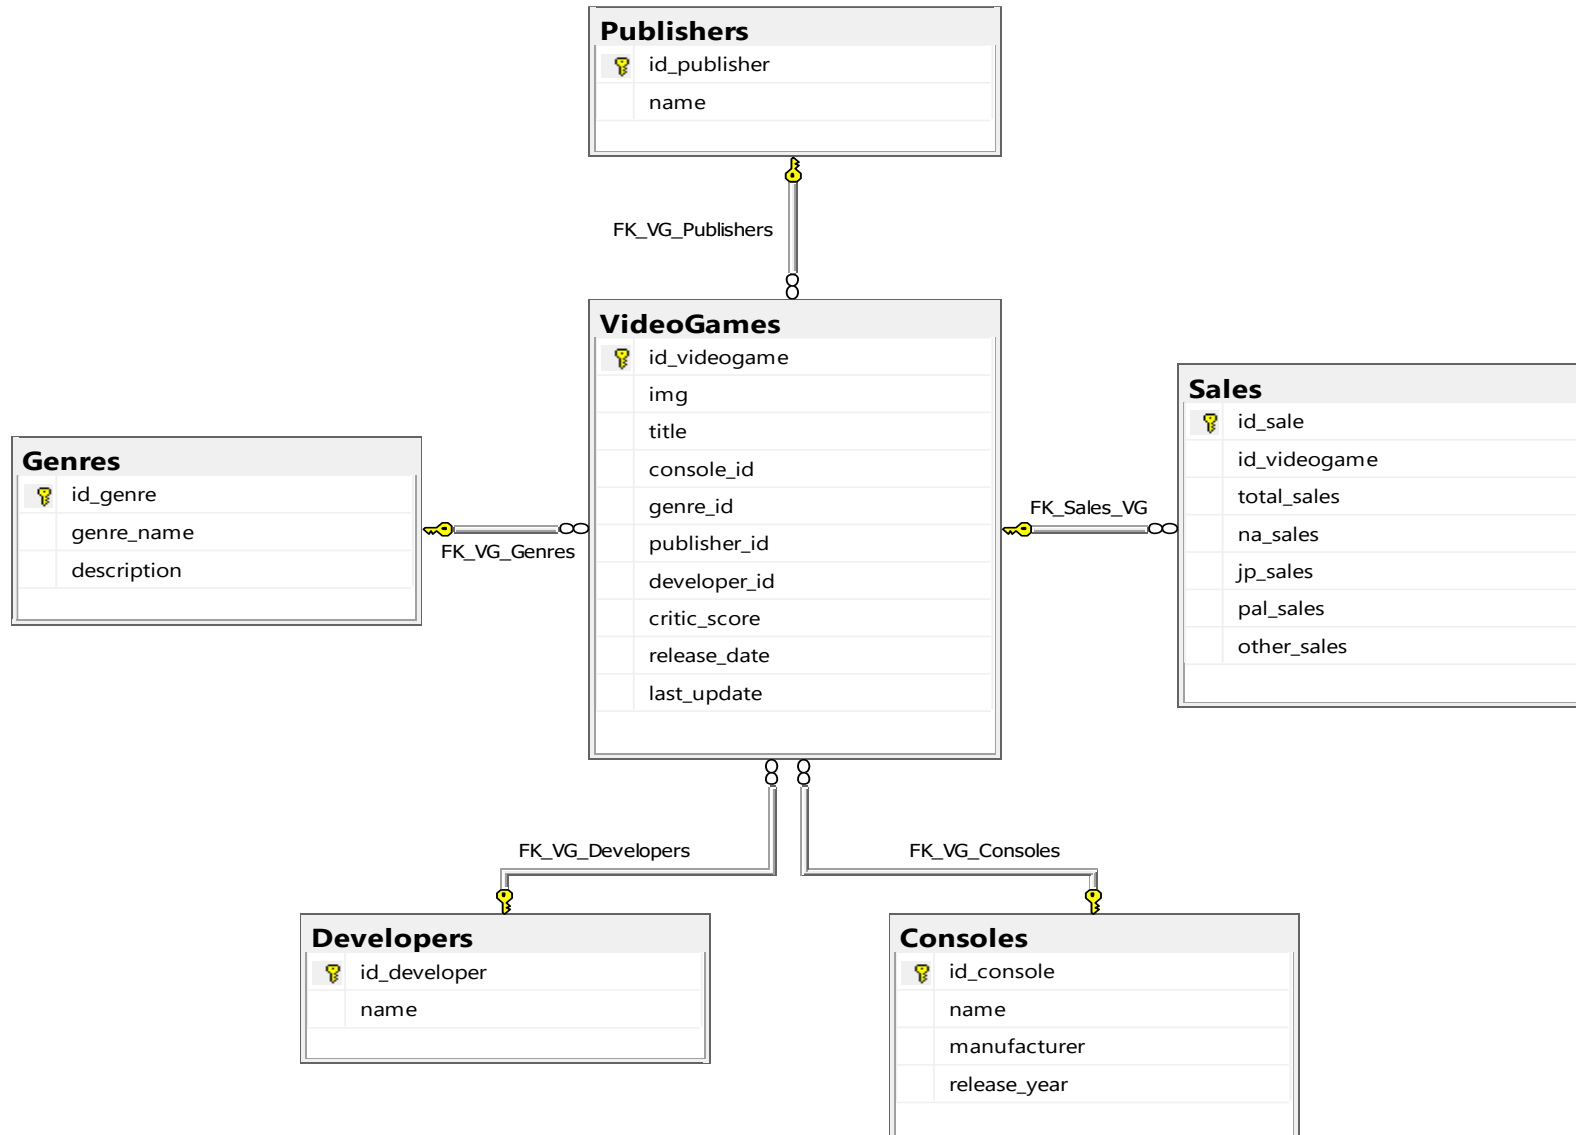 Publishers
id_publisher
name
FK_VG_Publishers
VideoGames
id_videogame
img
title
console_id
genre_id
publisher_id
developer_id
critic_score
release_date
last_update
Genres
id_genre
genre_name
description
FK_VG_Genres
FK_Sales_VG
Sales
id_sale
id_videogame
total_sales
na_sales
jp_sales
pal_sales
other_sales
FK_VG_Developers
FK_VG_Consoles
Developers
id_developer
name
Consoles
id_console
name
manufacturer
release_year